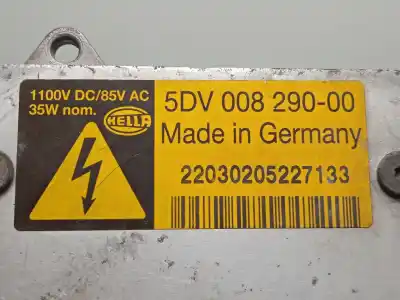 1100V DC/85V AC
35W nom.
HELLA
5DV 008 290-00
Made in Germany
22030205227133